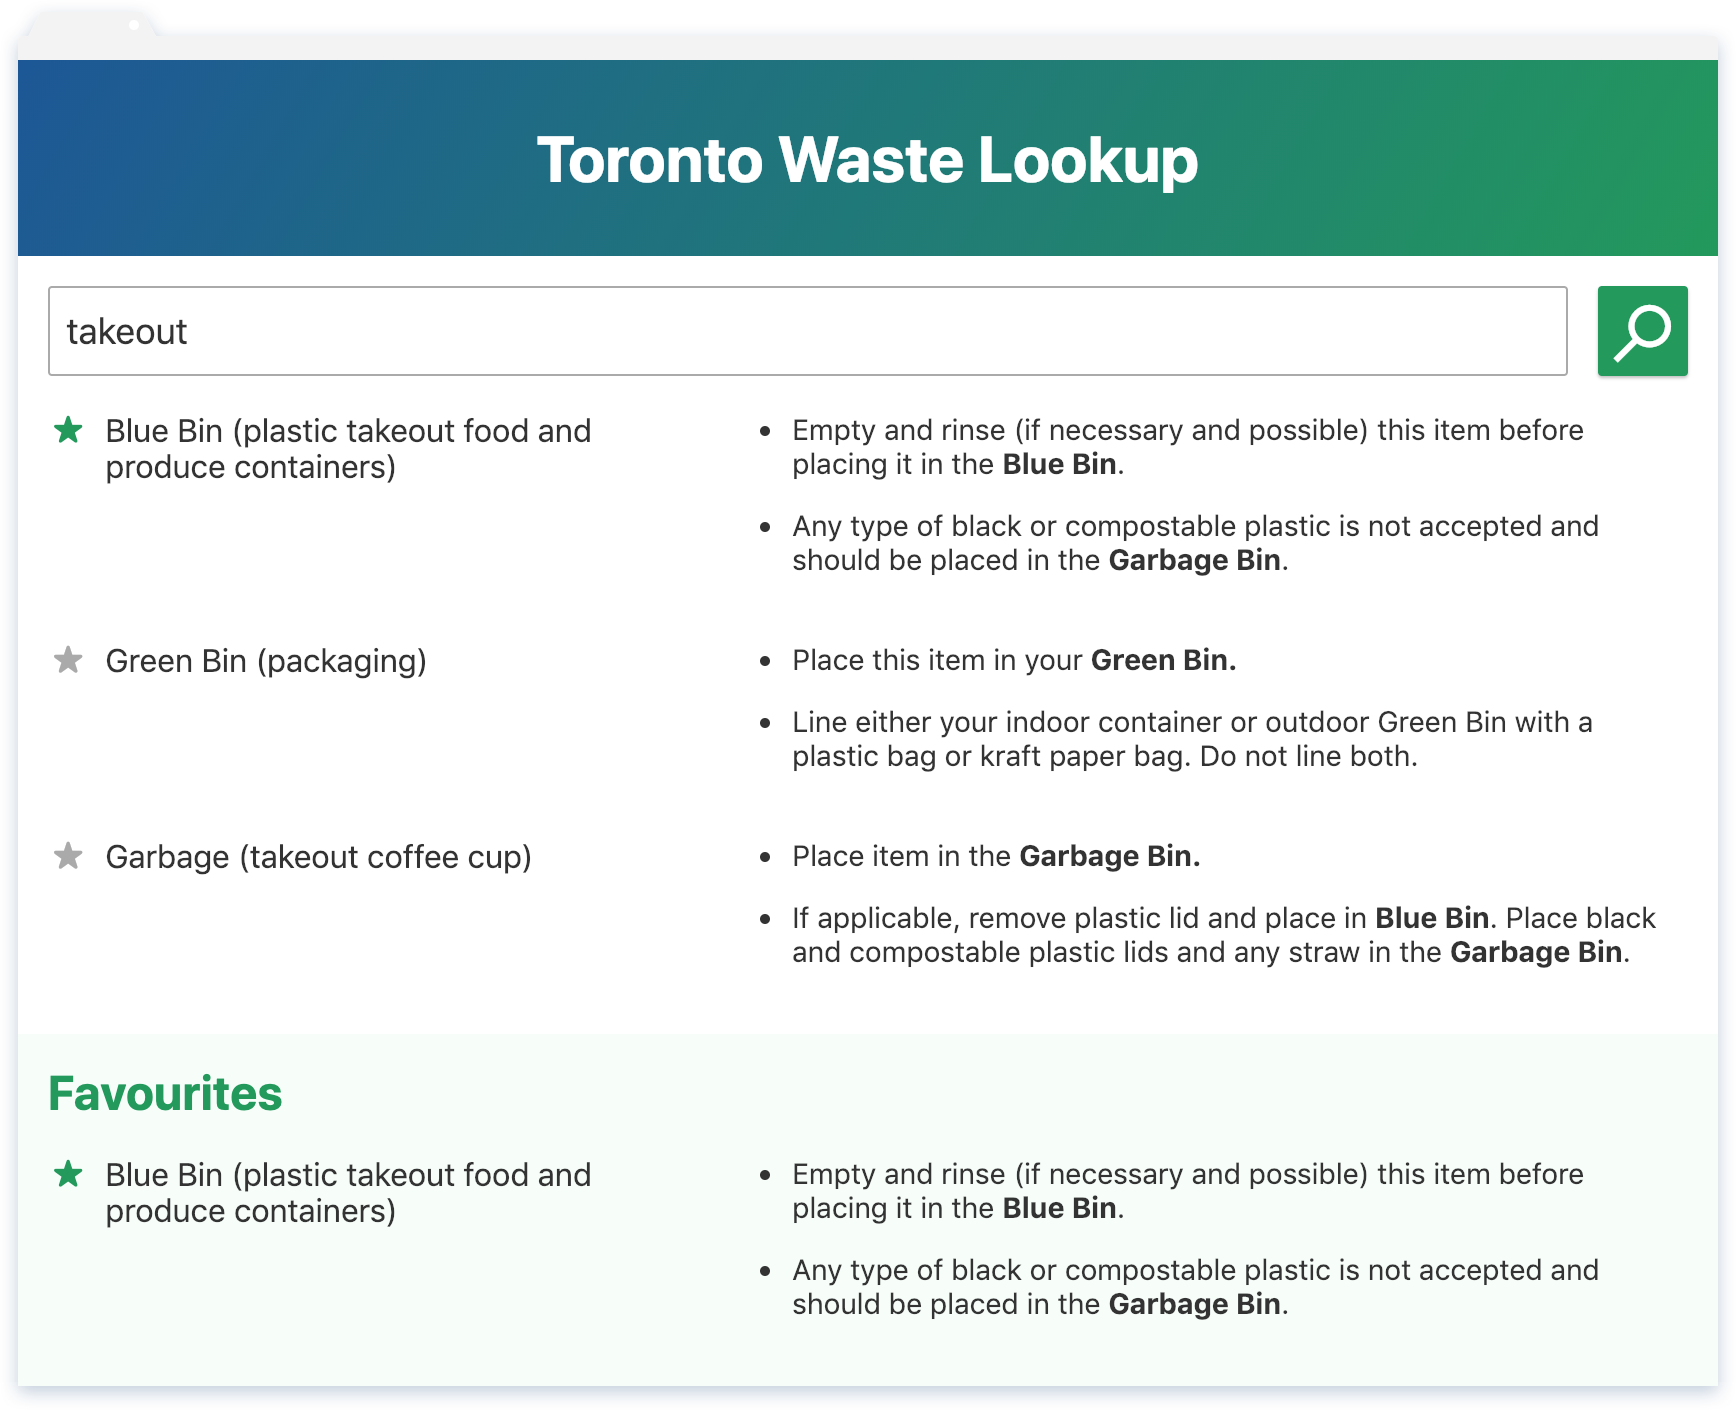 Toronto Waste Lookup
takeout
Blue Bin (plastic takeout food and
produce containers)
• Empty and rinse (if necessary and possible) this item before
placing it in the Blue Bin.
• Any type of black or compostable plastic is not accepted and
should be placed in the Garbage Bin.
Green Bin (packaging)
• Place this item in your Green Bin.
• Line either your indoor container or outdoor Green Bin with a
plastic bag or kraft paper bag. Do not line both.
Garbage (takeout coffee cup)
• Place item in the Garbage Bin.
• If applicable, remove plastic lid and place in Blue Bin. Place black
and compostable plastic lids and any straw in the Garbage Bin.
Favourites
Blue Bin (plastic takeout food and
produce containers)
• Empty and rinse (if necessary and possible) this item before
placing it in the Blue Bin.
• Any type of black or compostable plastic is not accepted and
should be placed in the Garbage Bin.